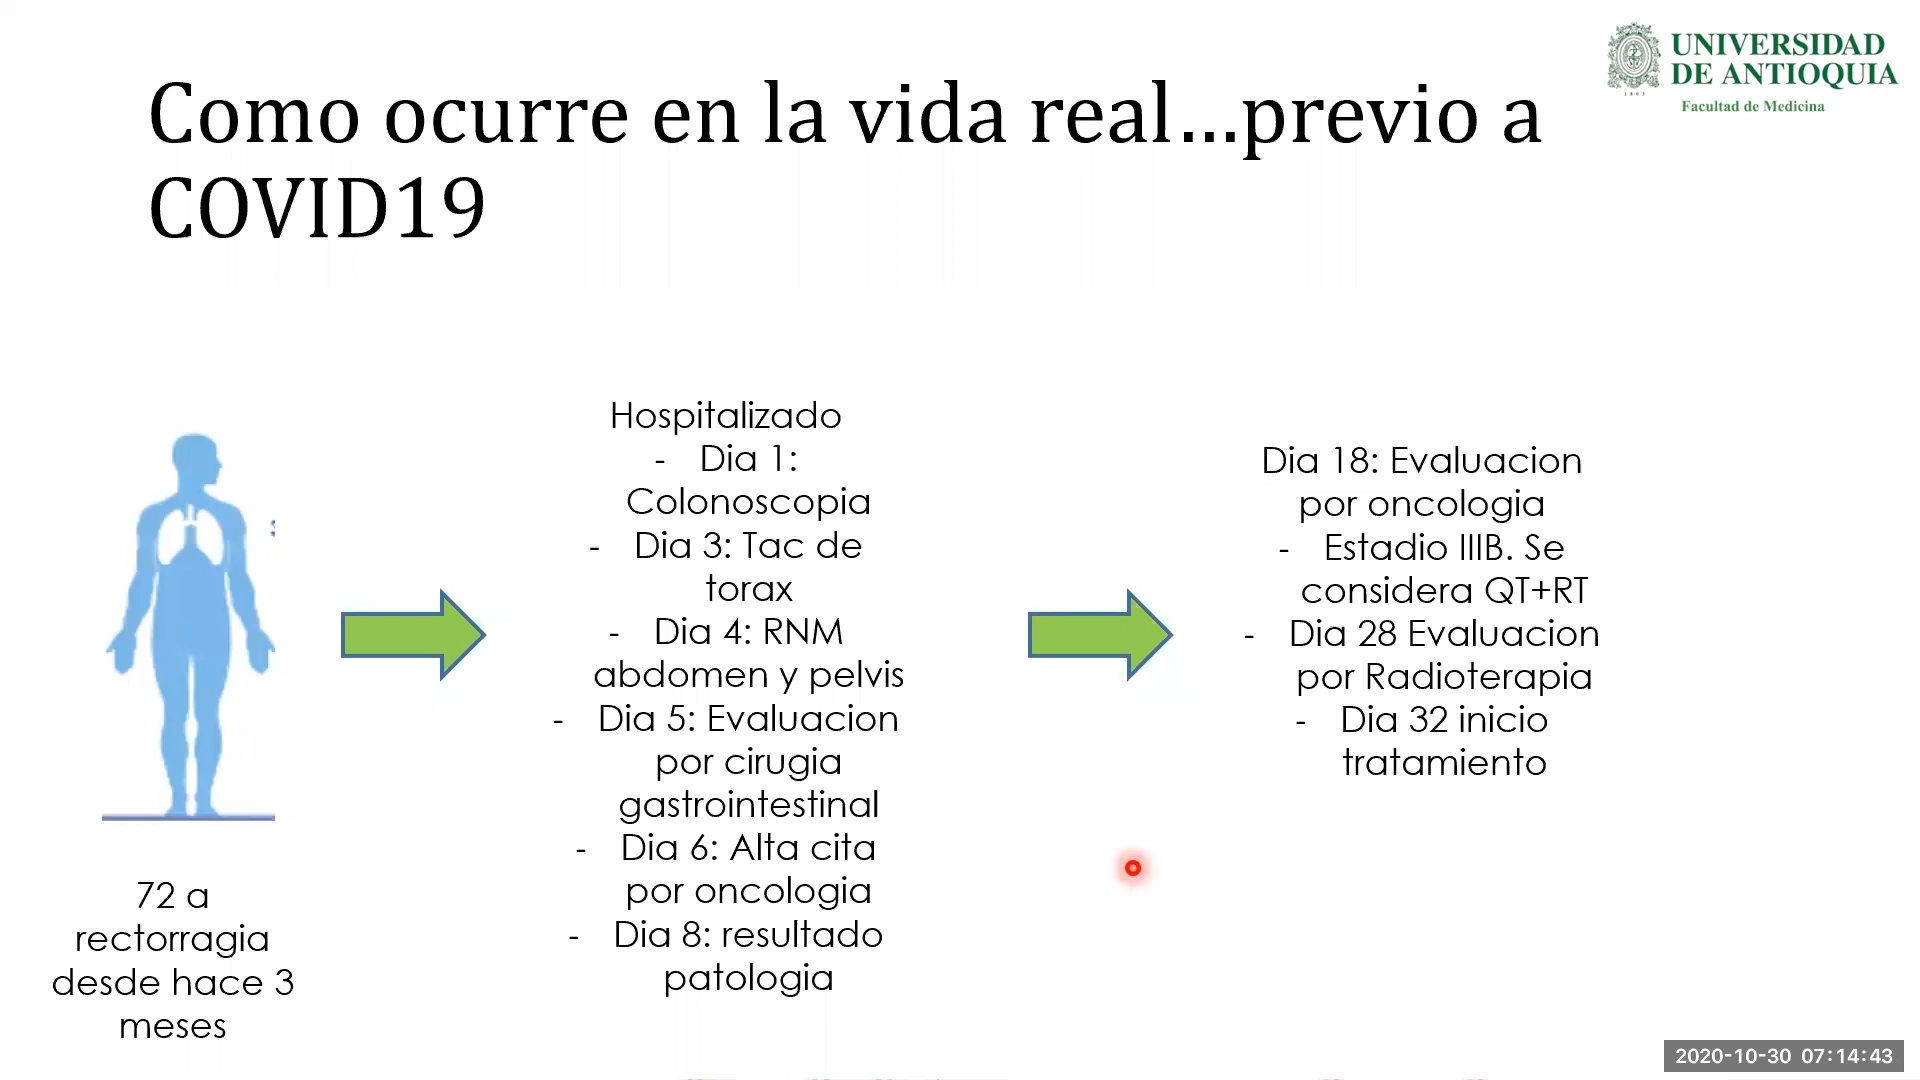 UNIVERSIDAD
DE ANTIOQUIA
1803
Facultad de Medicina
Como ocurre en la vida real...previo a
COVID19
72 a
rectorragia
desde hace 3
meses
Hospitalizado
- Dia 1:
Colonoscopia
- Dia 3: Tac de
torax
- Dia 4: RNM
abdomen y pelvis
- Dia 5: Evaluacion
por cirugia
gastrointestinal
- Dia 6: Alta cita
por oncologia
- Dia 8: resultado
patologia
Dia 18: Evaluacion
por oncologia
- Estadio IIIB. Se
considera QT+RT
- Dia 28 Evaluacion
por Radioterapia
- Dia 32 inicio
tratamiento
2020-10-30 07:14:43